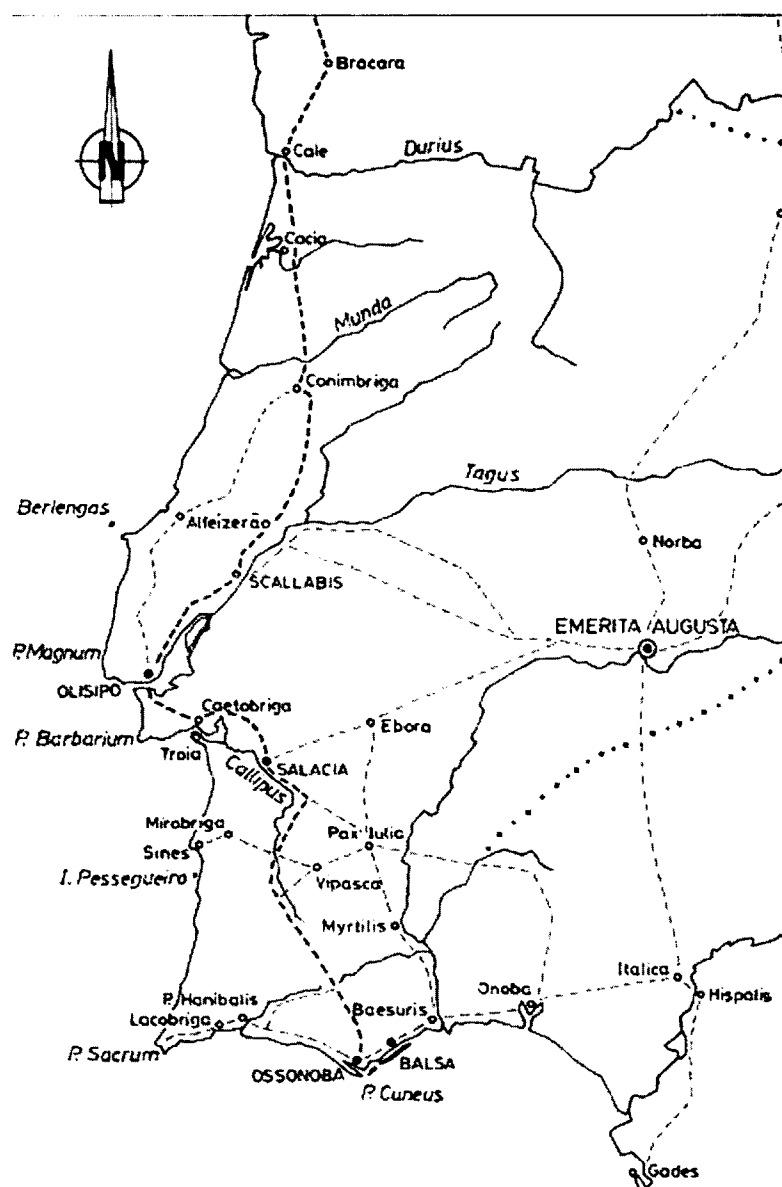 Bracara
Cale
Durius
N
Cacia
Munda
Conimbriga
Tagus
Berlengas
Alfeizerão
Norba
SCALLABIS
EMERITA AUGUSTA
P. Magnum
OLISIPO
Caetobriga
Ebora
P. Barbarium
Troia
SALACIA
Callipus
Mirobriga
Pax Iulia
Sines
I. Pessegueiro
Vipasca
Myrtilis
Italica
Onoba
Hispalis
P. Hanibalis
Baesuris
Lacobriga
P. Sacrum
BALSA
OSSONOBA
P. Cuneus
Gades